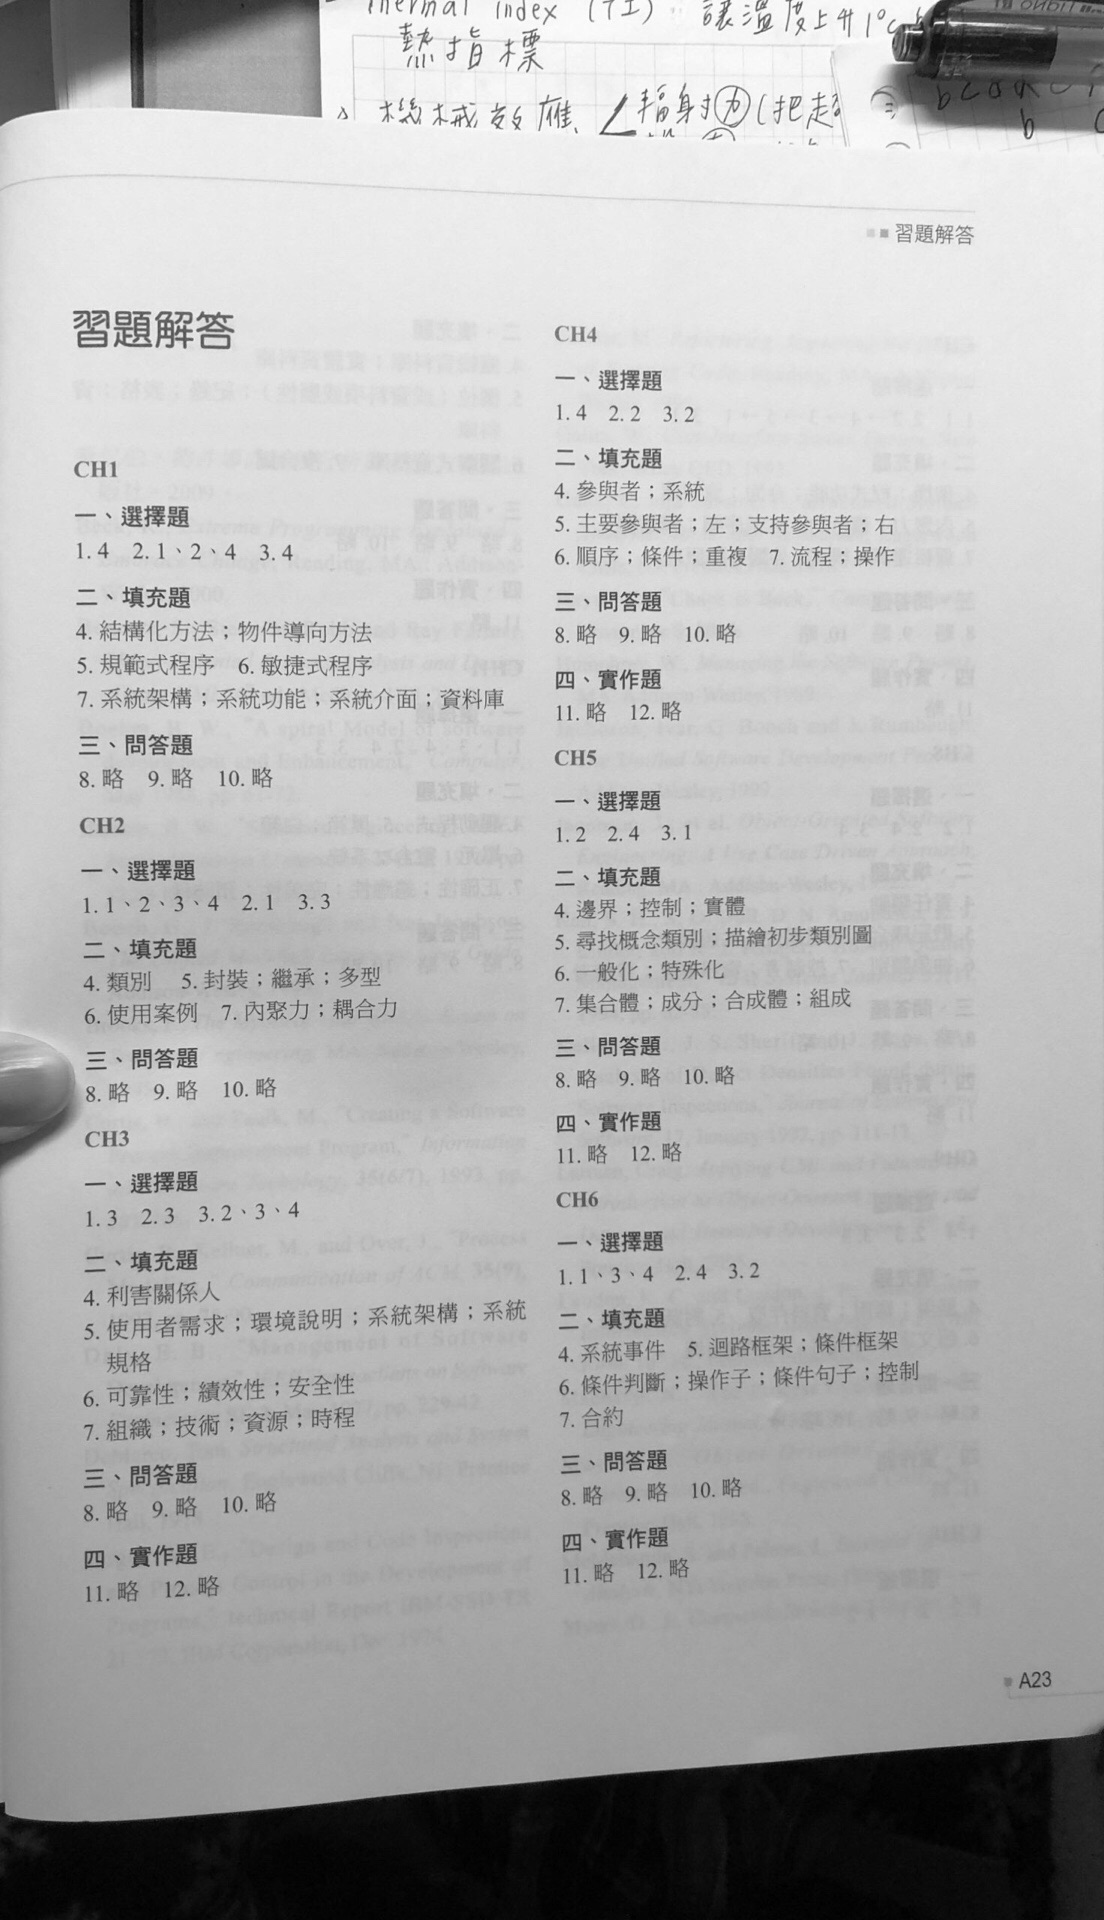 Thermal index (TI) 讓溫度上升1°C
熱指標
機械效應
輻射力(把超
習題解答
習題解答
CH1
一、選擇題
1. 4 2. 1、2、4 3. 4
二、填充題
4. 結構化方法；物件導向方法
5. 規範式程序 6. 敏捷式程序
7. 系統架構；系統功能；系統介面；資料庫
三、問答題
8. 略 9. 略 10. 略
CH2
一、選擇題
1. 1、2、3、4 2. 1 3. 3
二、填充題
4. 類別 5. 封裝；繼承；多型
6. 使用案例 7. 內聚力；耦合力
三、問答題
8. 略 9. 略 10. 略
CH3
一、選擇題
1. 3 2. 3 3. 2、3、4
二、填充題
4. 利害關係人
5. 使用者需求；環境說明；系統架構；系統
規格
6. 可靠性；績效性；安全性
7. 組織；技術；資源；時程
三、問答題
8. 略 9. 略 10. 略
四、實作題
11. 略 12. 略
CH4
一、選擇題
1. 4 2. 2 3. 2
二、填充題
4. 參與者；系統
5. 主要參與者；左；支持參與者；右
6. 順序；條件；重複 7. 流程；操作
三、問答題
8. 略 9. 略 10. 略
四、實作題
11. 略 12. 略
CH5
一、選擇題
1. 2 2. 4 3. 1
二、填充題
4. 邊界；控制；實體
5. 尋找概念類別；描繪初步類別圖
6. 一般化；特殊化
7. 集合體；成分；合成體；組成
三、問答題
8. 略 9. 略 10. 略
四、實作題
11. 略 12. 略
CH6
一、選擇題
1. 1、3、4 2. 4 3. 2
二、填充題
4. 系統事件 5. 迴路框架；條件框架
6. 條件判斷；操作子；條件句子；控制
7. 合約
三、問答題
8. 略 9. 略 10. 略
四、實作題
11. 略 12. 略
A23